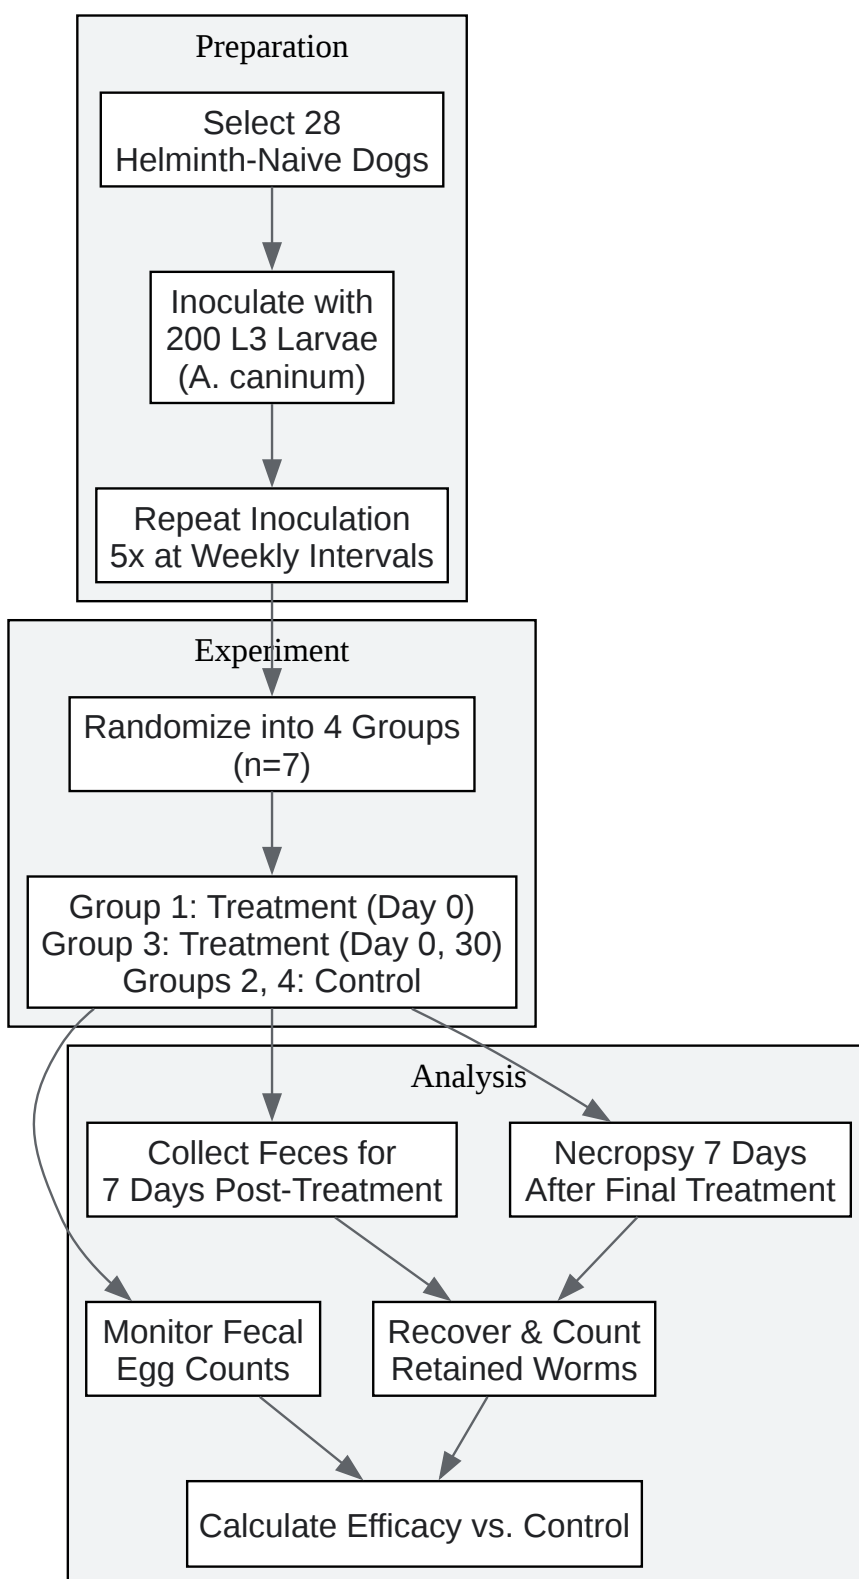 Preparation
Select 28
Helminth-Naive Dogs
Inoculate with
200 L3 Larvae
(A. caninum)
Repeat Inoculation
5x at Weekly Intervals
Experiment
Randomize into 4 Groups
(n=7)
Group 1: Treatment (Day 0)
Group 3: Treatment (Day 0, 30)
Groups 2, 4: Control
Analysis
Collect Feces for
7 Days Post-Treatment
Necropsy 7 Days
After Final Treatment
Monitor Fecal
Egg Counts
Recover & Count
Retained Worms
Calculate Efficacy vs. Control